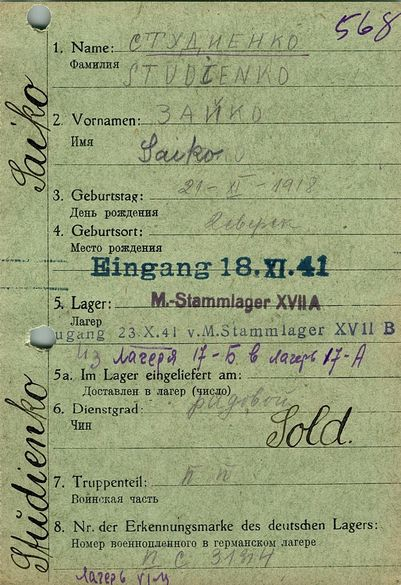 568
1. Name: СТУДИЕНКО
Фамилия
STUDIENKO
2. Vornamen: ЗАЙКО
Имя
Saiko
3. Geburtstag: 21-XI-1918
День рождения
4. Geburtsort:
Место рождения
Eingang 18.XI.41
5. Lager: M.-Stammlager XVII A
Лагерь
ugang 23.X.41 v.M.Stammlager XVII B
Из лагеря 17-Б в лагерь 17-А
5a. Im Lager eingeliefert am:
Доставлен в лагер (число)
6. Dienstgrad: рядовой
Чин
Sold.
7. Truppenteil: п п
Воинская часть
8. Nr. der Erkennungsmarke des deutschen Lagers:
Номер военнопленного в германском лагере
Лагерь
Saiko
Studienko